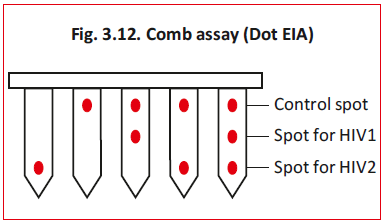 Fig. 3.12. Comb assay (Dot EIA)
Control spot
Spot for HIV1
Spot for HIV2